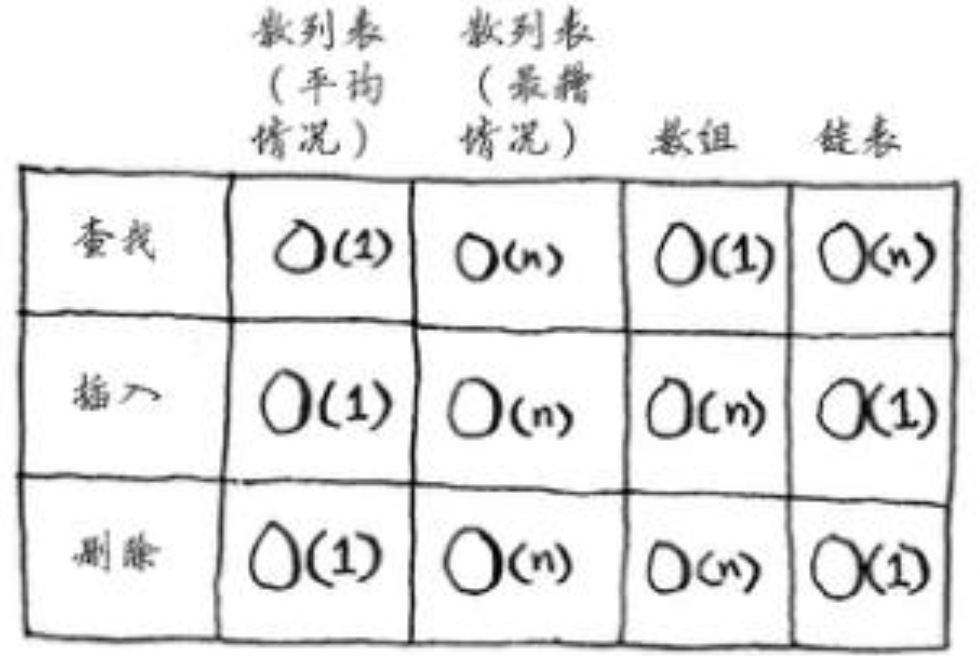 散列表 散列表
（平均 （最糟
情况） 情况） 数组 链表
查找 O(1) O(n) O(1) O(n)
插入 O(1) O(n) O(n) O(1)
删除 O(1) O(n) O(n) O(1)